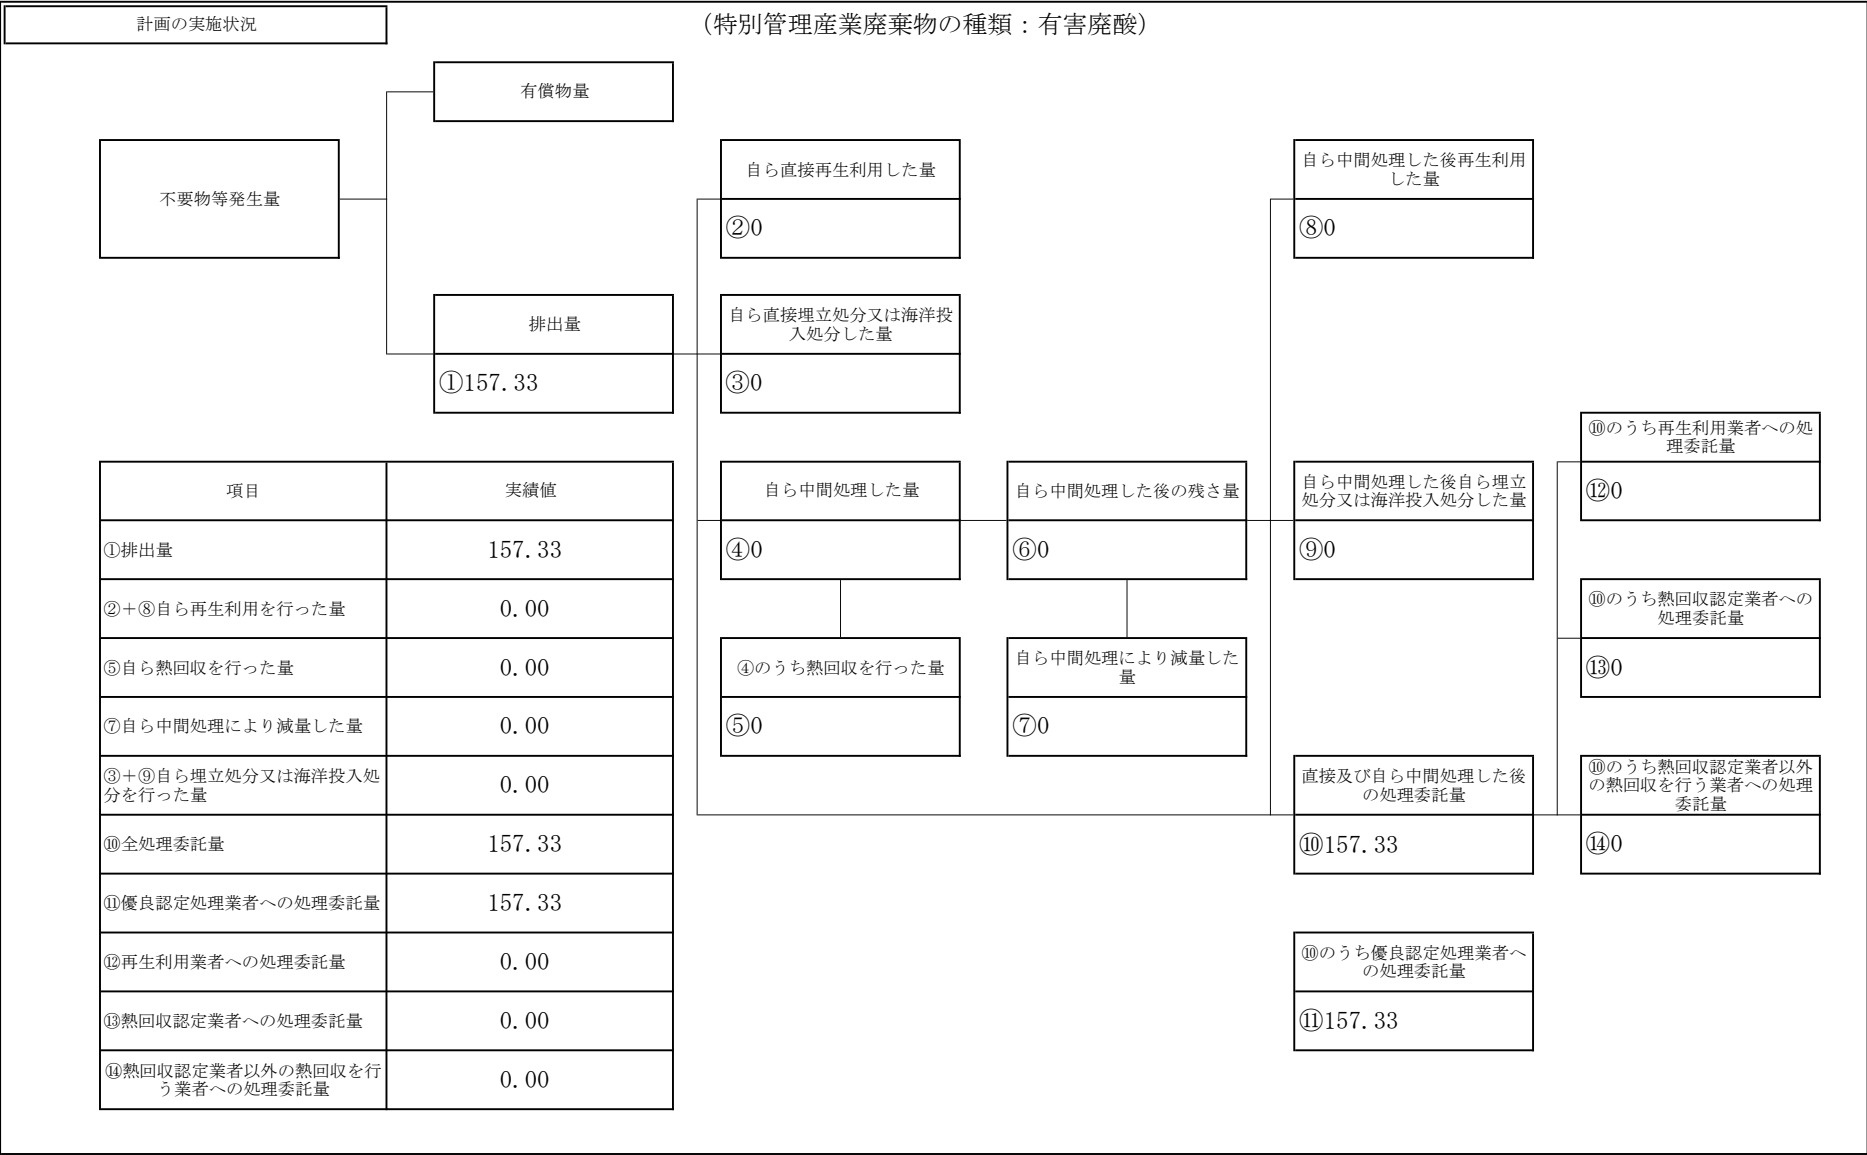 計画の実施状況
（特別管理産業廃棄物の種類：有害廃酸）
有償物量
不要物等発生量
自ら直接再生利用した量
②0
自ら中間処理した後再生利用
した量
⑧0
排出量
①157.33
自ら直接埋立処分又は海洋投
入処分した量
③0
⑩のうち再生利用業者への処
理委託量
⑫0
自ら中間処理した量
④0
自ら中間処理した後の残さ量
⑥0
自ら中間処理した後自ら埋立
処分又は海洋投入処分した量
⑨0
⑩のうち熱回収認定業者への
処理委託量
⑬0
④のうち熱回収を行った量
⑤0
自ら中間処理により減量した
量
⑦0
直接及び自ら中間処理した後
の処理委託量
⑩157.33
⑩のうち熱回収認定業者以外
の熱回収を行う業者への処理
委託量
⑭0
⑩のうち優良認定処理業者へ
の処理委託量
⑪157.33
項目 実績値
①排出量 157.33
②＋⑧自ら再生利用を行った量 0.00
⑤自ら熱回収を行った量 0.00
⑦自ら中間処理により減量した量 0.00
③＋⑨自ら埋立処分又は海洋投入処
分を行った量 0.00
⑩全処理委託量 157.33
⑪優良認定処理業者への処理委託量 157.33
⑫再生利用業者への処理委託量 0.00
⑬熱回収認定業者への処理委託量 0.00
⑭熱回収認定業者以外の熱回収を行
う業者への処理委託量 0.00